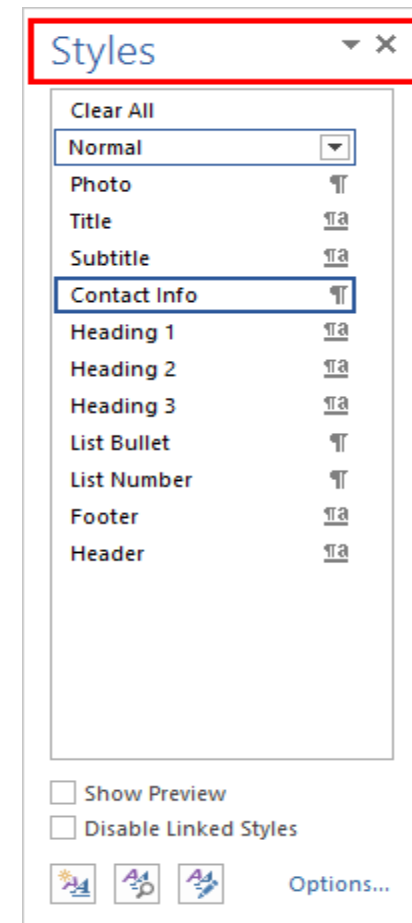 Styles
Clear All
Normal
Photo ¶
Title ¶a
Subtitle ¶a
Contact Info ¶
Heading 1 ¶a
Heading 2 ¶a
Heading 3 ¶a
List Bullet ¶
List Number ¶
Footer ¶a
Header ¶a
Show Preview
Disable Linked Styles
Options...